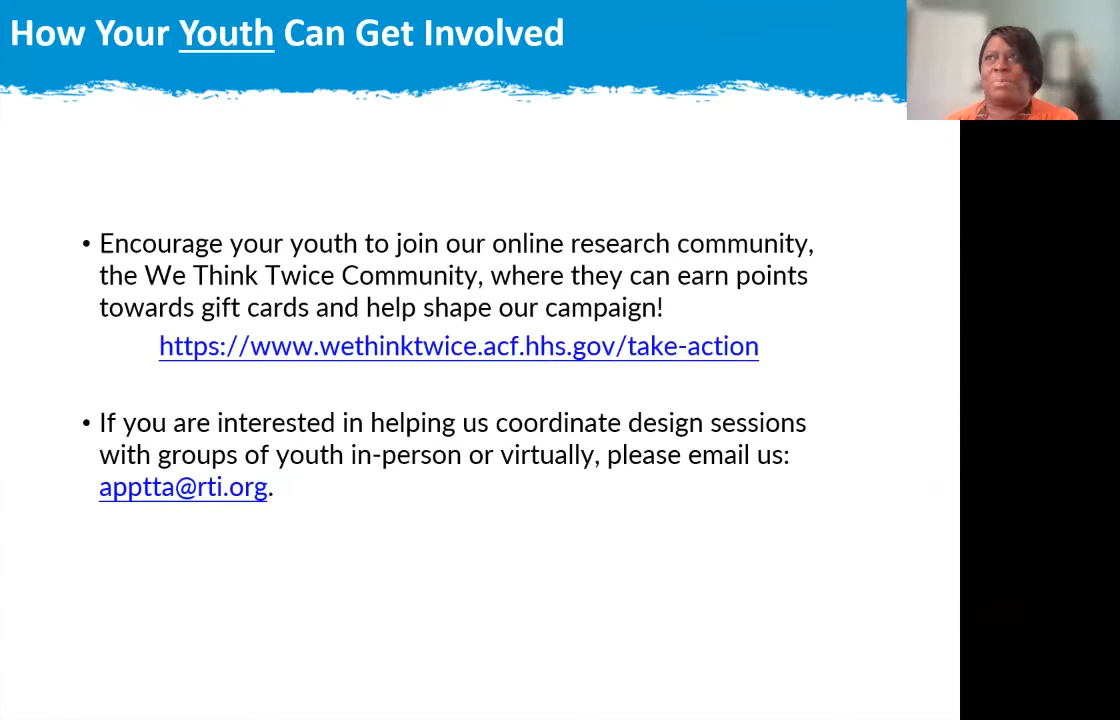 How Your Youth Can Get Involved
• Encourage your youth to join our online research community,
the We Think Twice Community, where they can earn points
towards gift cards and help shape our campaign!
https://www.wethinktwice.acf.hhs.gov/take-action
• If you are interested in helping us coordinate design sessions
with groups of youth in-person or virtually, please email us:
apptta@rti.org.